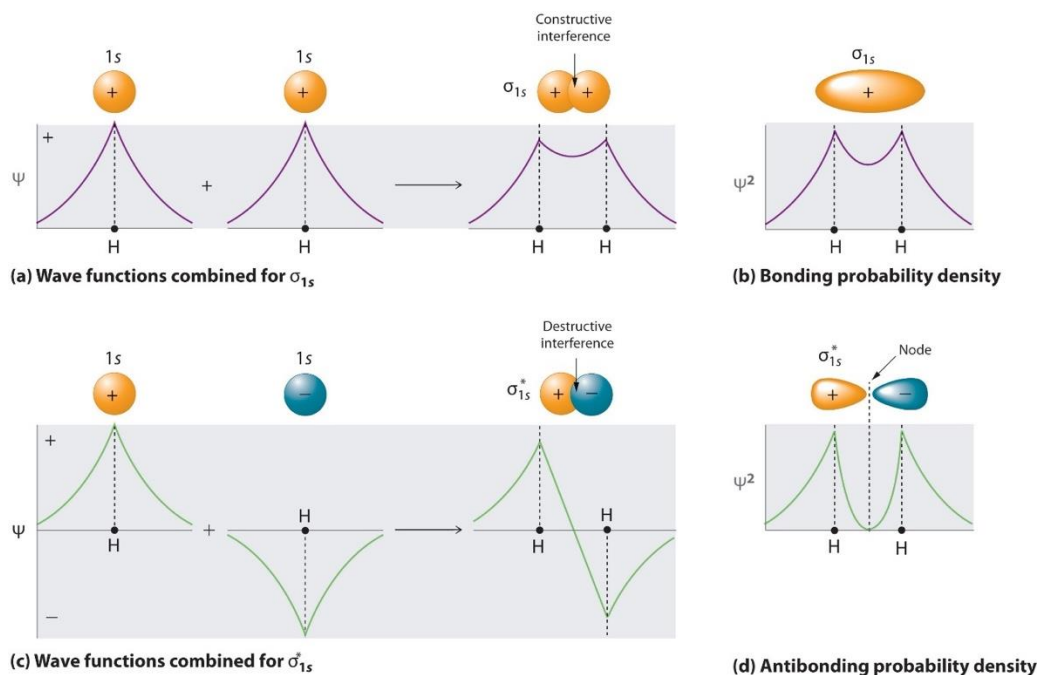 Constructive
interference
1s
1s
σ1s
+
+
σ1s
+
+
+
+
Ψ
+
Ψ²
H
H
H
H
H
H
(a) Wave functions combined for σ1s
(b) Bonding probability density
Destructive
interference
1s
1s
σ*1s
Node
+
−
σ*1s
+
−
+
−
+
Ψ
H
+
H
H
H
Ψ²
H
H
−
(c) Wave functions combined for σ*1s
(d) Antibonding probability density